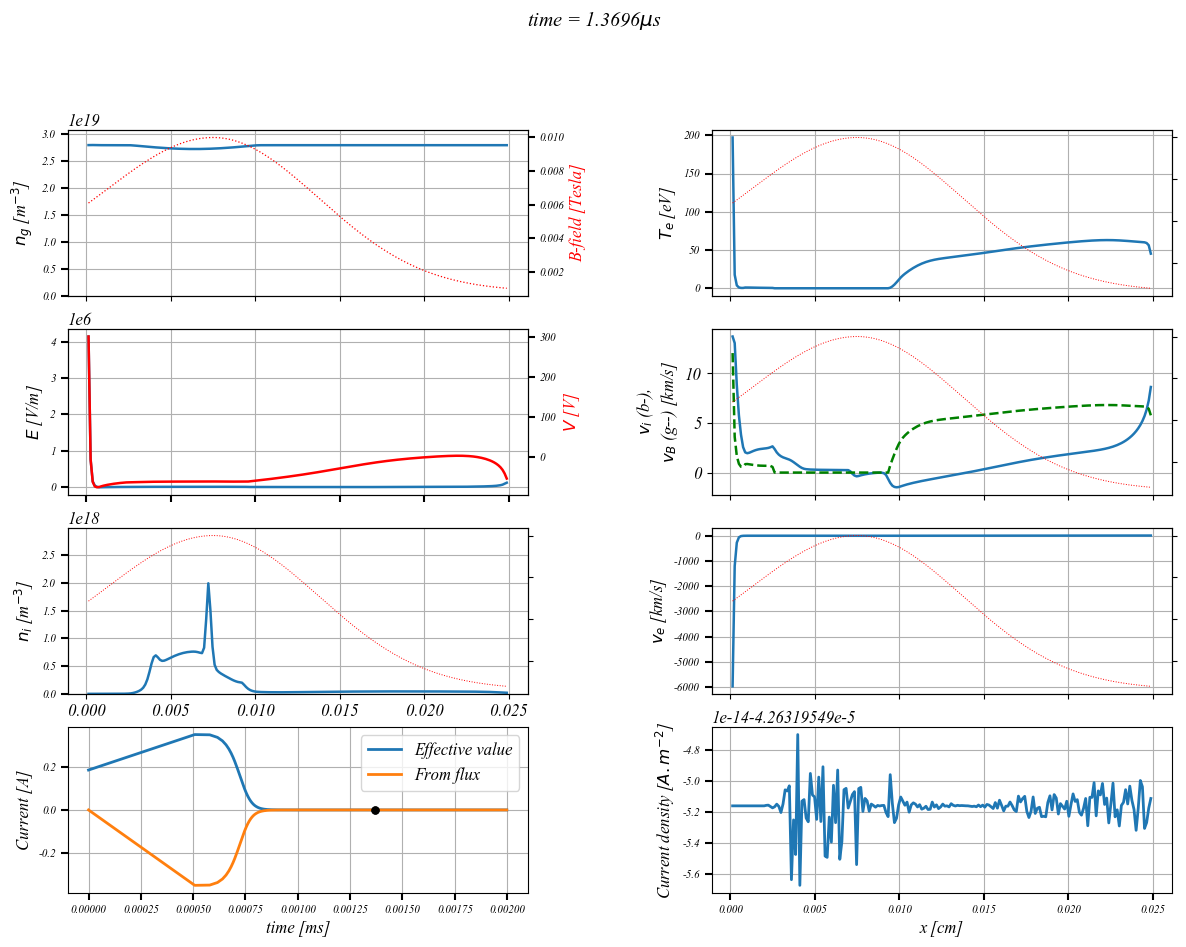 time = 1.3696μs
1e19
3.0
2.5
2.0
1.5
1.0
0.5
0.0
n_g [m^{-3}]
0.010
0.008
0.006
0.004
0.002
B-field [Tesla]
200
150
100
50
0
T_e [eV]
1e6
4
3
2
1
0
E [V/m]
300
200
100
0
V [V]
10
5
0
v_i (b-),
v_B (g--) [km/s]
1e18
2.5
2.0
1.5
1.0
0.5
0.0
n_i [m^{-3}]
0.000 0.005 0.010 0.015 0.020 0.025
0
-1000
-2000
-3000
-4000
-5000
-6000
v_e [km/s]
0.2
0.0
-0.2
Current [A]
Effective value
From flux
0.00000 0.00025 0.00050 0.00075 0.00100 0.00125 0.00150 0.00175 0.00200
time [ms]
1e-14-4.26319549e-5
-4.8
-5.0
-5.2
-5.4
-5.6
Current density [A.m^{-2}]
0.000 0.005 0.010 0.015 0.020 0.025
x [cm]